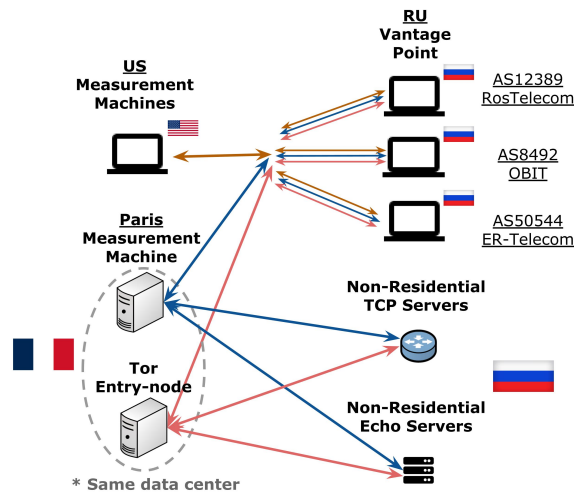 US
Measurement
Machines
RU
Vantage
Point
AS12389
RosTelecom
AS8492
OBIT
AS50544
ER-Telecom
Paris
Measurement
Machine
Non-Residential
TCP Servers
Tor
Entry-node
Non-Residential
Echo Servers
* Same data center